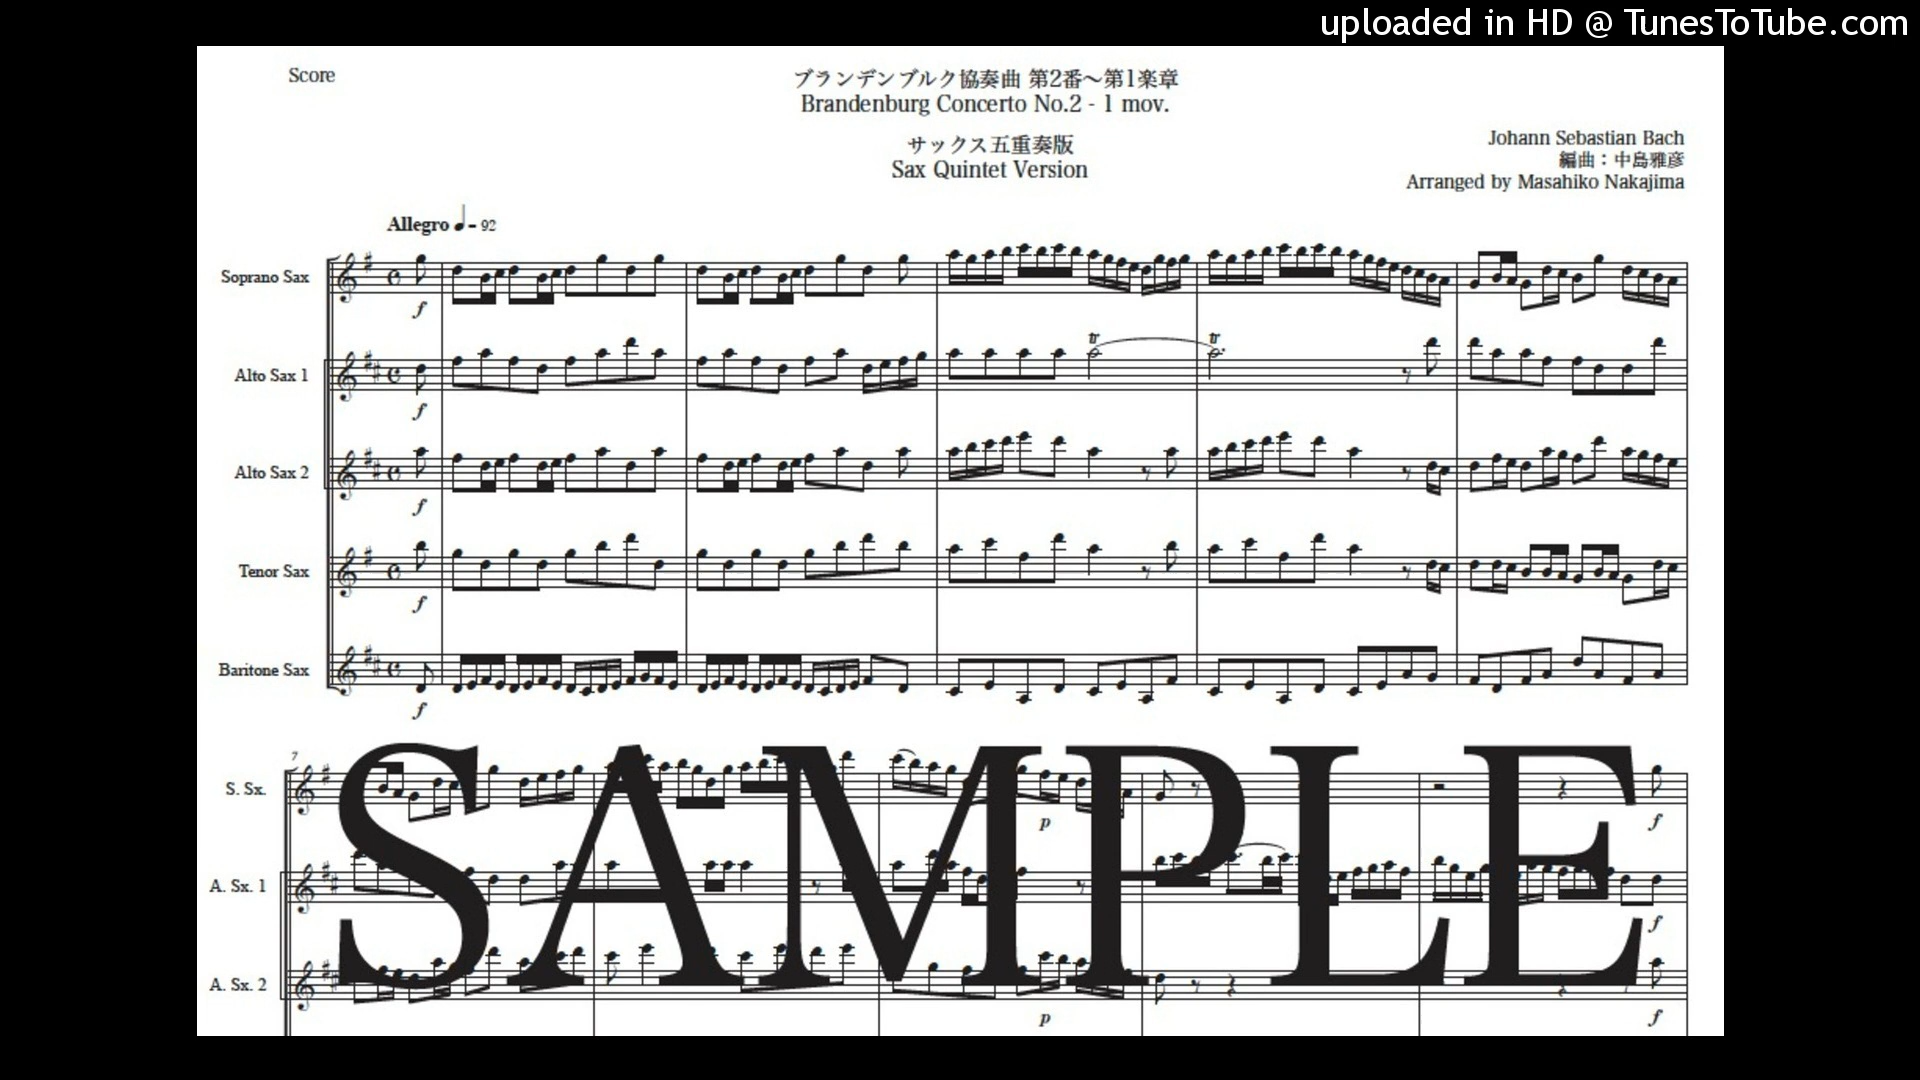 uploaded in HD @ TunesToTube.com
Score
ブランデンブルク協奏曲 第2番～第1楽章
Brandenburg Concerto No.2 - 1 mov.
サックス五重奏版
Sax Quintet Version
Johann Sebastian Bach
編曲：中島雅彦
Arranged by Masahiko Nakajima
Allegro ♩= 92
Soprano Sax
f
tr tr
Alto Sax 1
f
Alto Sax 2
f
Tenor Sax
f
Baritone Sax
f
7
SAMPLE
S. Sx.
p f
A. Sx. 1
f
A. Sx. 2
p f